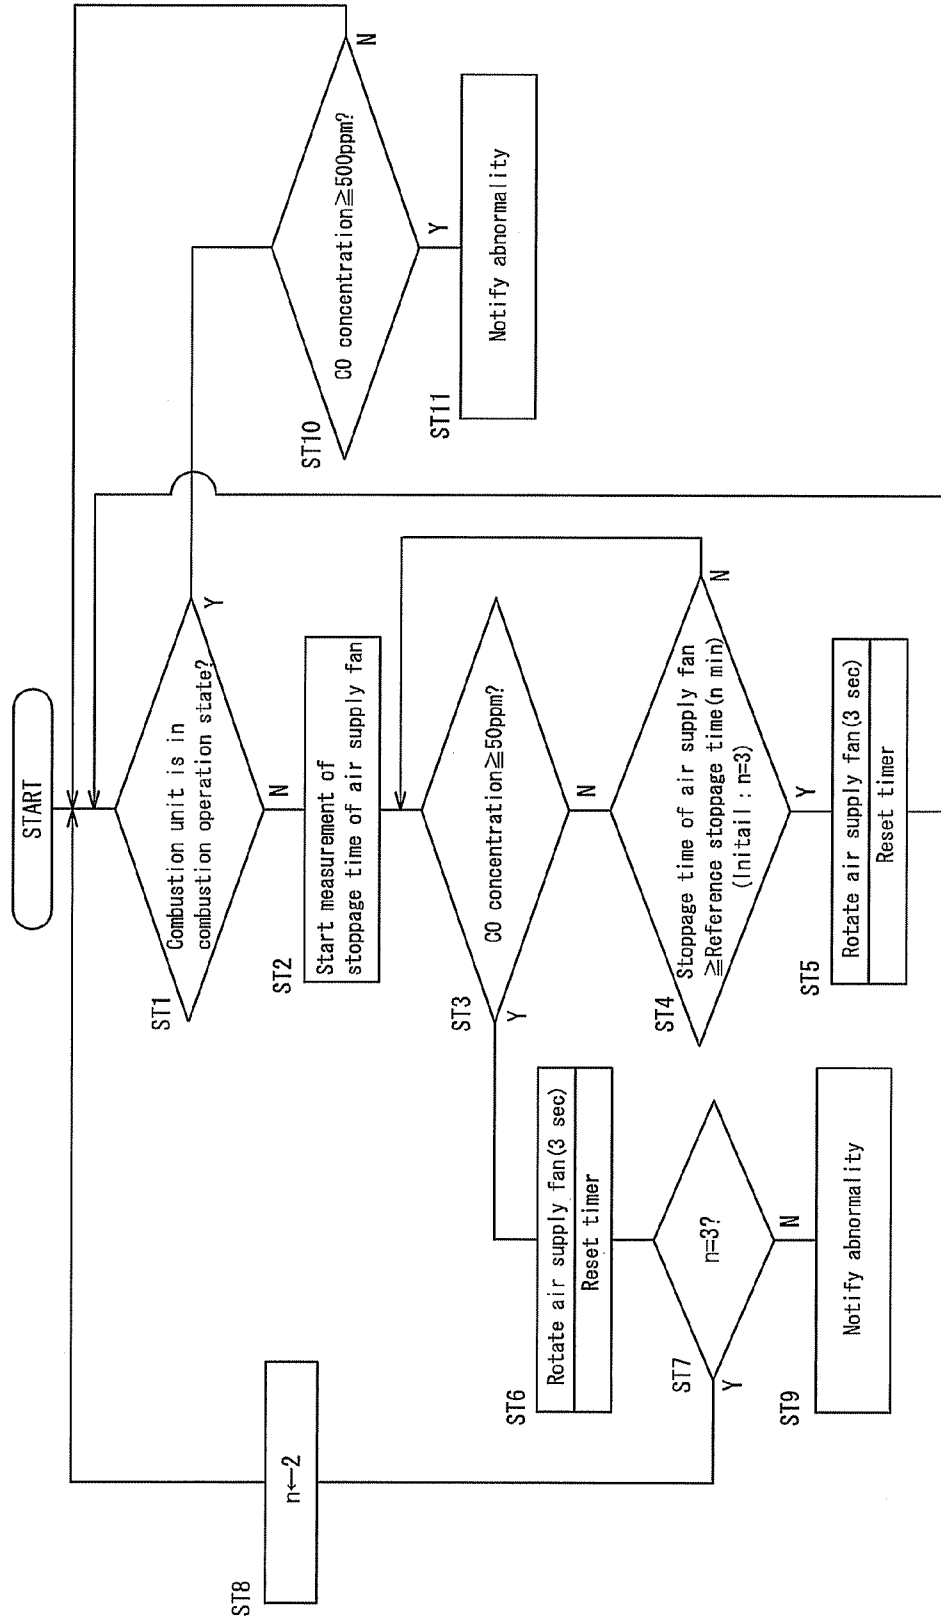 START
ST1
Combustion unit is in
combustion operation state?
Y
N
ST2
Start measurement of
stoppage time of air supply fan
ST3
CO concentration≧50ppm?
Y
N
ST4
Stoppage time of air supply fan
≧Reference stoppage time(n min)
(Initail : n=3)
N
Y
ST5
Rotate air supply fan(3 sec)
Reset timer
ST6
Rotate air supply fan(3 sec)
Reset timer
ST7
n=3?
Y
N
ST8
n←2
ST9
Notify abnormality
ST10
CO concentration≧500ppm?
N
Y
ST11
Notify abnormality